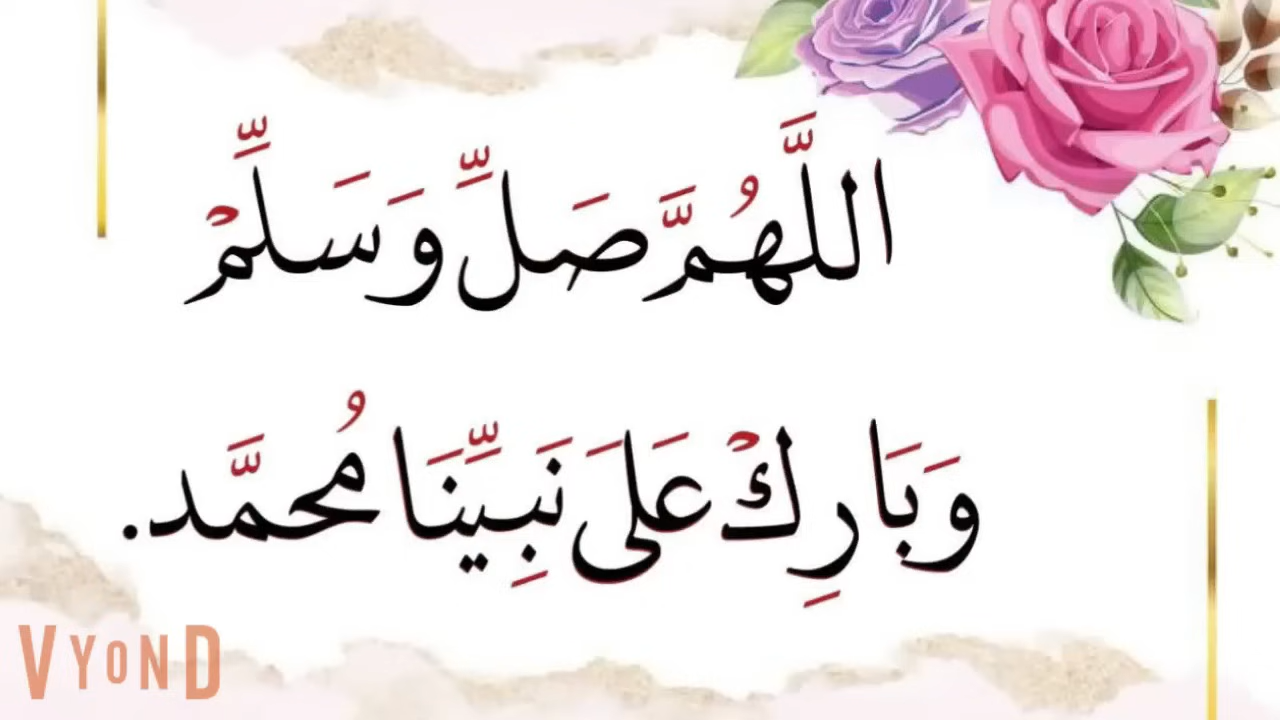 اللَّهُمَّ صَلِّ وَسَلِّمْ
وَبَارِكْ عَلَى نَبِيِّنَا مُحَمَّد.
VYOND